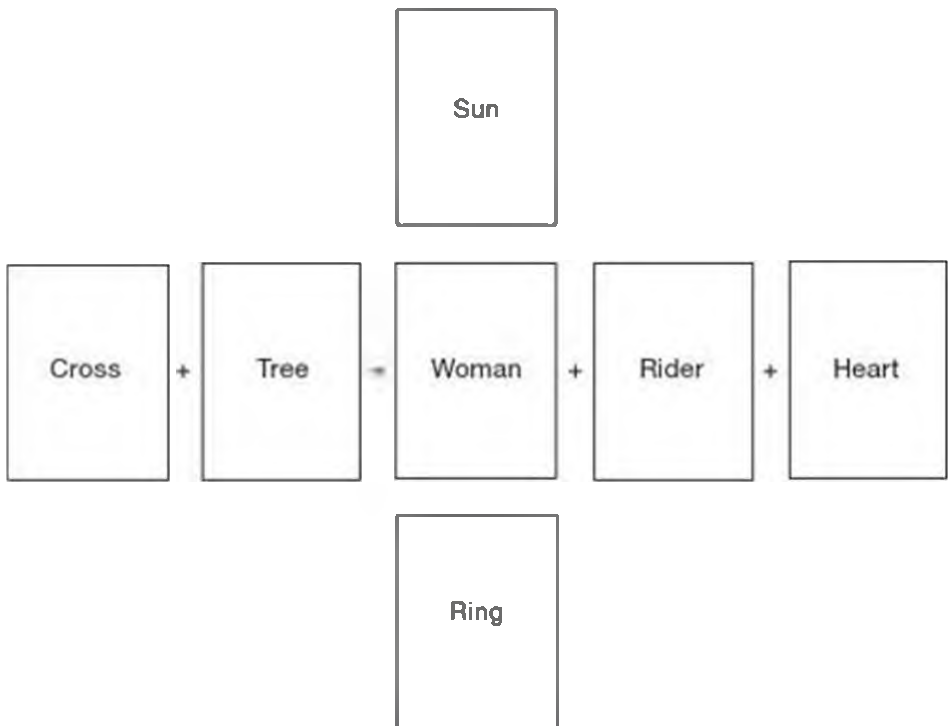 Sun
Cross + Tree + Woman + Rider + Heart
Ring